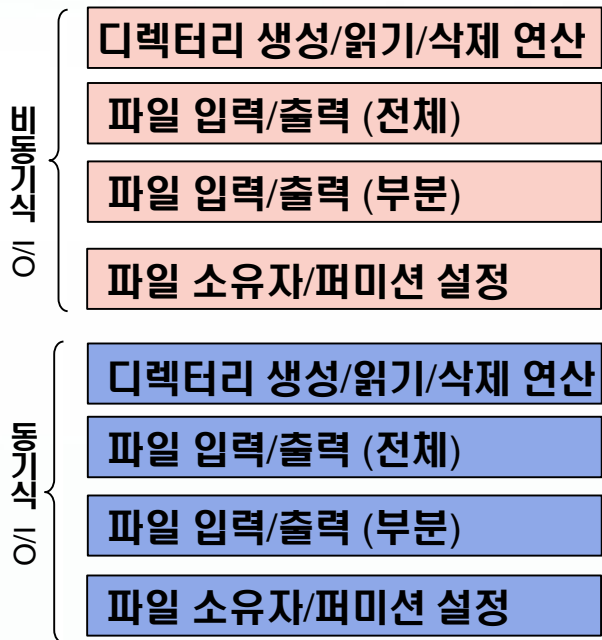 비동기식 I/O
디렉터리 생성/읽기/삭제 연산
파일 입력/출력 (전체)
파일 입력/출력 (부분)
파일 소유자/퍼미션 설정
동기식 I/O
디렉터리 생성/읽기/삭제 연산
파일 입력/출력 (전체)
파일 입력/출력 (부분)
파일 소유자/퍼미션 설정